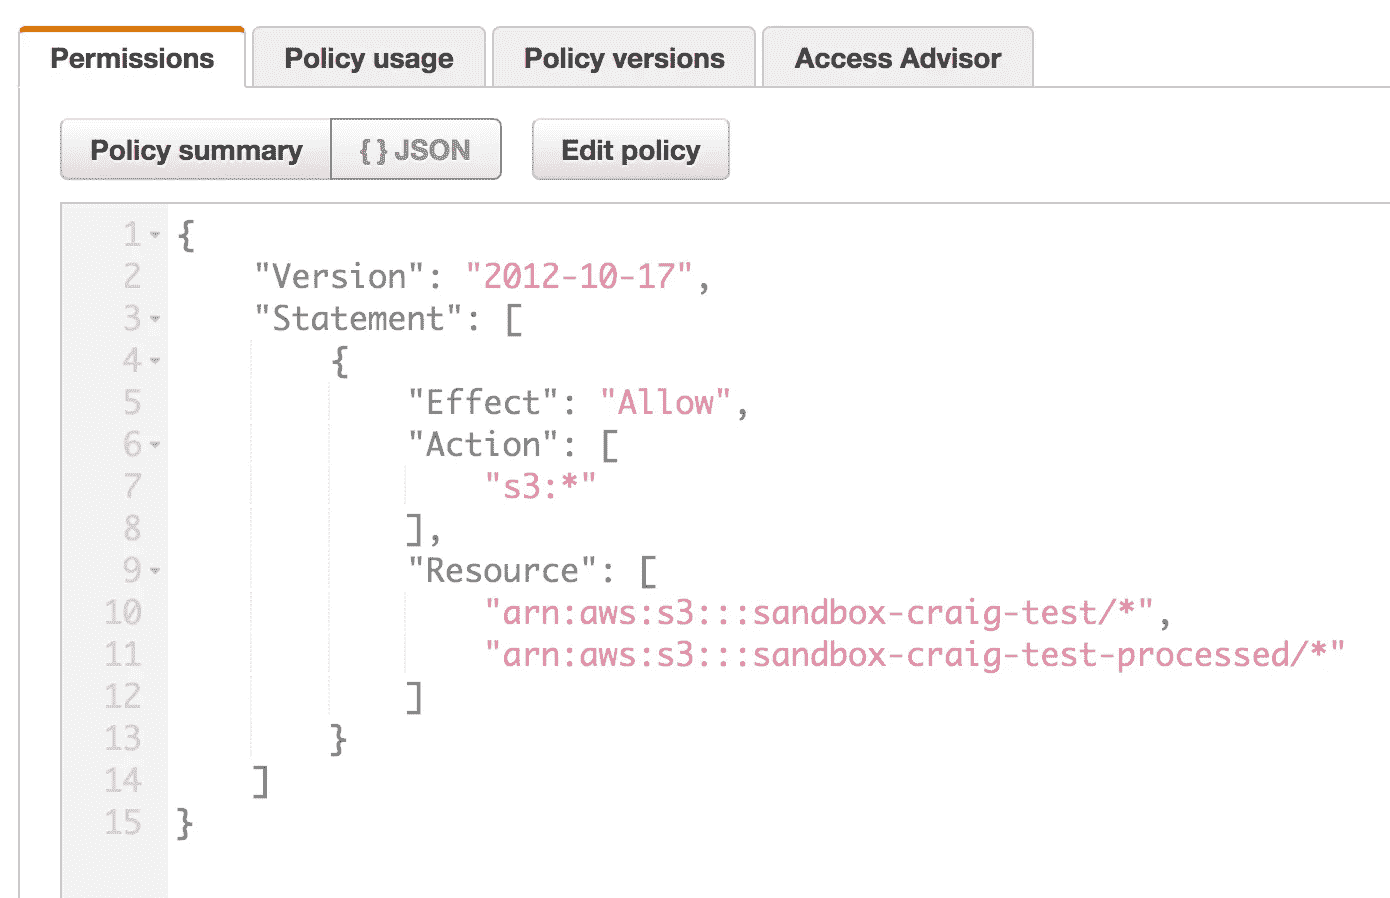 Permissions Policy usage Policy versions Access Advisor
Policy summary { } JSON Edit policy
1 {
2 "Version": "2012-10-17",
3 "Statement": [
4 {
5 "Effect": "Allow",
6 "Action": [
7 "s3:*"
8 ],
9 "Resource": [
10 "arn:aws:s3:::sandbox-craig-test/*",
11 "arn:aws:s3:::sandbox-craig-test-processed/*"
12 ]
13 }
14 ]
15 }